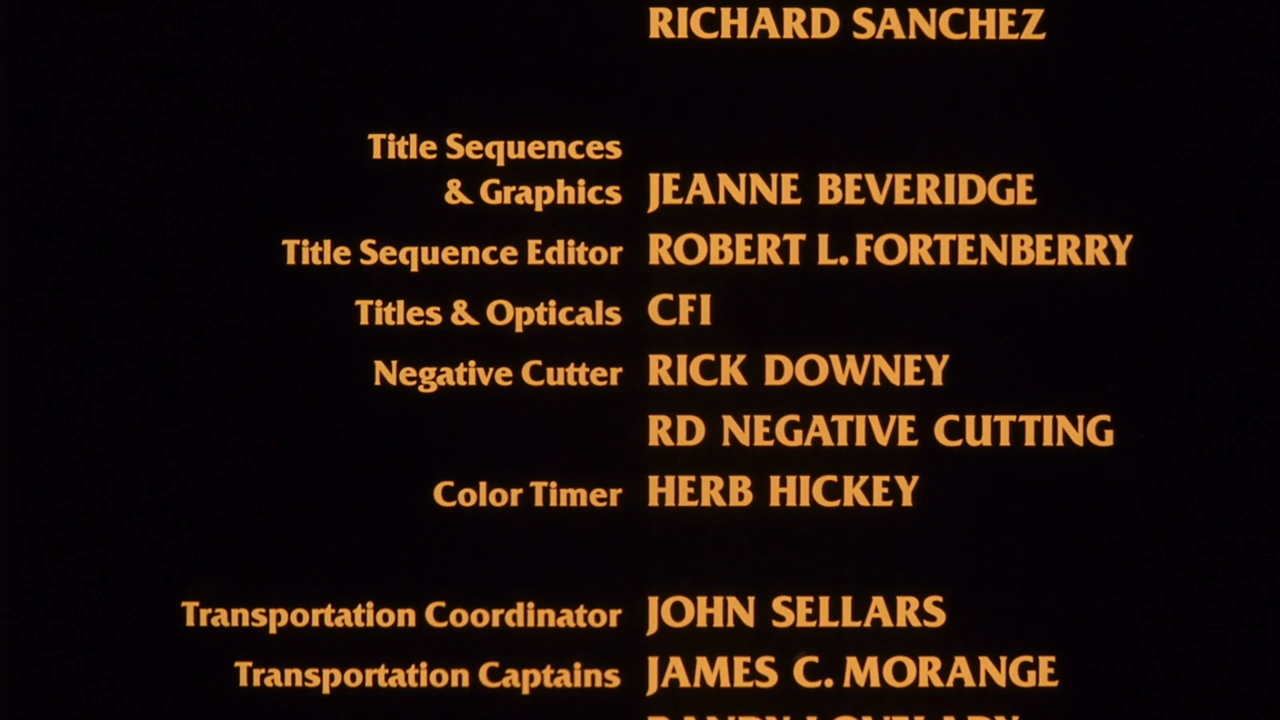 RICHARD SANCHEZ
Title Sequences
& Graphics JEANNE BEVERIDGE
Title Sequence Editor ROBERT L. FORTENBERRY
Titles & Opticals CFI
Negative Cutter RICK DOWNEY
RD NEGATIVE CUTTING
Color Timer HERB HICKEY
Transportation Coordinator JOHN SELLARS
Transportation Captains JAMES C. MORANGE